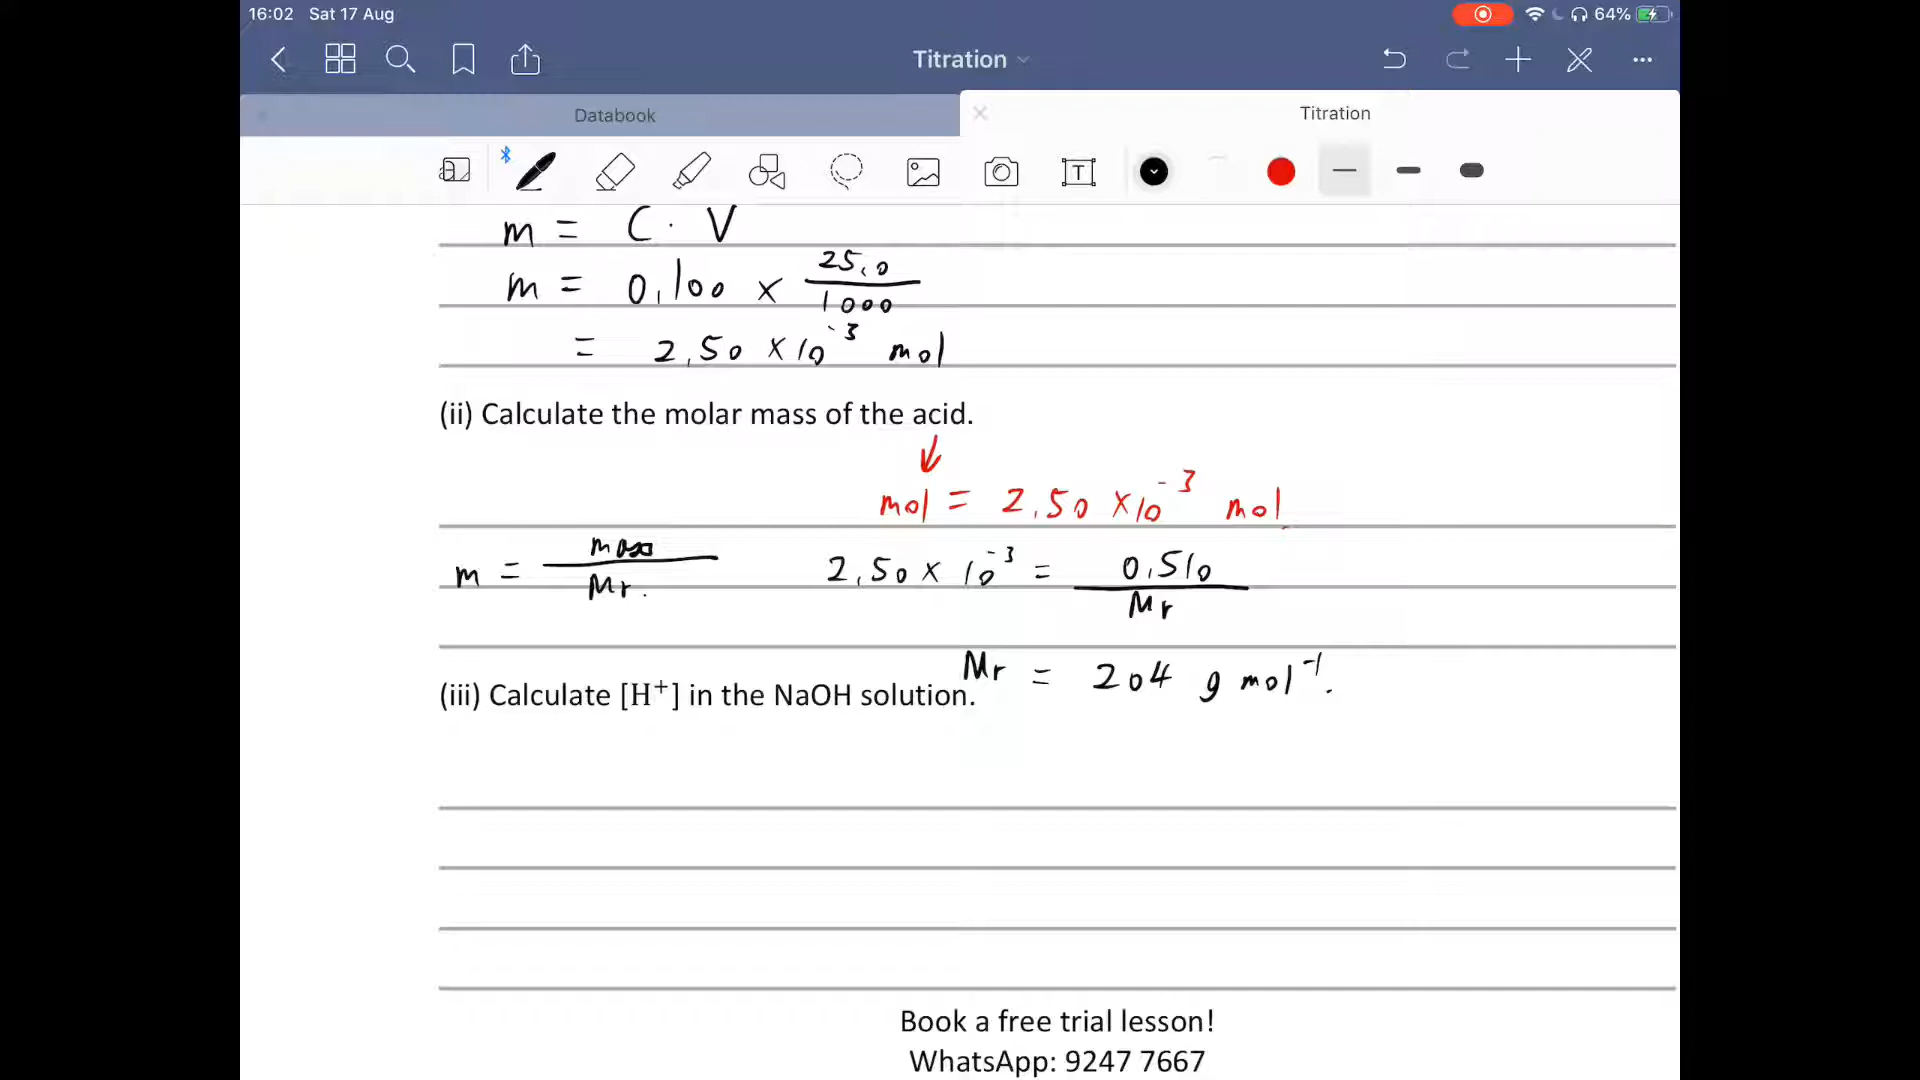 16:02 Sat 17 Aug 64%
Titration
Databook
Titration
m = C · V
m = 0.100 × 25.0 / 1000
= 2.50 × 10⁻³ mol
(ii) Calculate the molar mass of the acid.
mol = 2.50 × 10⁻³ mol
m = mass / Mr. 2.50 × 10⁻³ = 0.510 / Mr
Mr = 204 g mol⁻¹.
(iii) Calculate [H⁺] in the NaOH solution.
Book a free trial lesson!
WhatsApp: 9247 7667